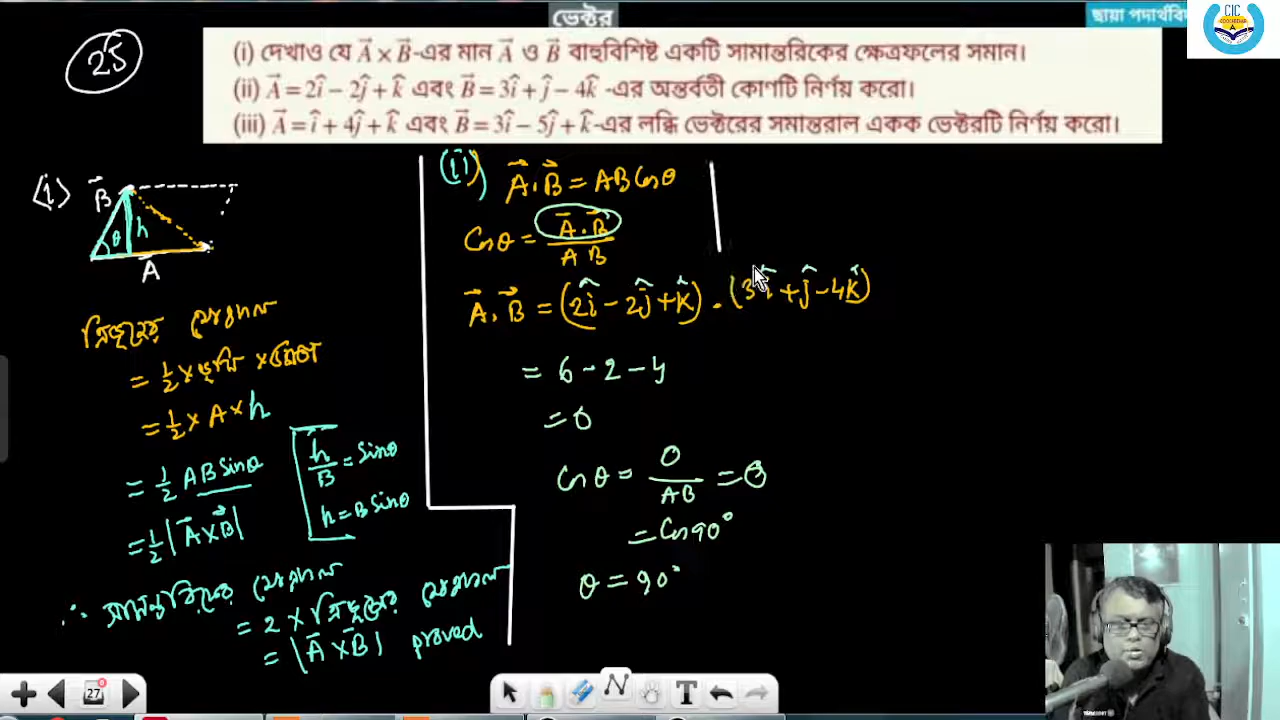 ভেক্টর
ছায়া পদার্থবিদ
CIC
25
(i) দেখাও যে A⃗ × B⃗-এর মান A⃗ ও B⃗ বাহুবিশিষ্ট একটি সামান্তরিকের ক্ষেত্রফলের সমান।
(ii) A⃗ = 2î − 2ĵ + k̂ এবং B⃗ = 3î + ĵ − 4k̂ -এর অন্তর্বর্তী কোণটি নির্ণয় করো।
(iii) A⃗ = î + 4ĵ + k̂ এবং B⃗ = 3î − 5ĵ + k̂-এর লব্ধি ভেক্টরের সমান্তরাল একক ভেক্টরটি নির্ণয় করো।
(i)
B⃗
θ h
A⃗
ত্রিভূজের ক্ষেত্রফল
= 1/2 × ভূমি × উচ্চতা
= 1/2 × A × h
= 1/2 AB Sinθ
= 1/2 |A⃗ × B⃗|
h/B = Sinθ
h = B Sinθ
∴ সামন্তরিকের ক্ষেত্রফল
= 2 × ত্রিভূজের ক্ষেত্রফল
= |A⃗ × B⃗| proved
(ii) A⃗ . B⃗ = AB Cosθ
Cosθ = A⃗ . B⃗ / A B
A⃗ . B⃗ = (2î − 2ĵ + k̂) . (3î + ĵ − 4k̂)
= 6 − 2 − 4
= 0
Cosθ = 0/AB = 0
= Cos 90°
θ = 90°
27
T